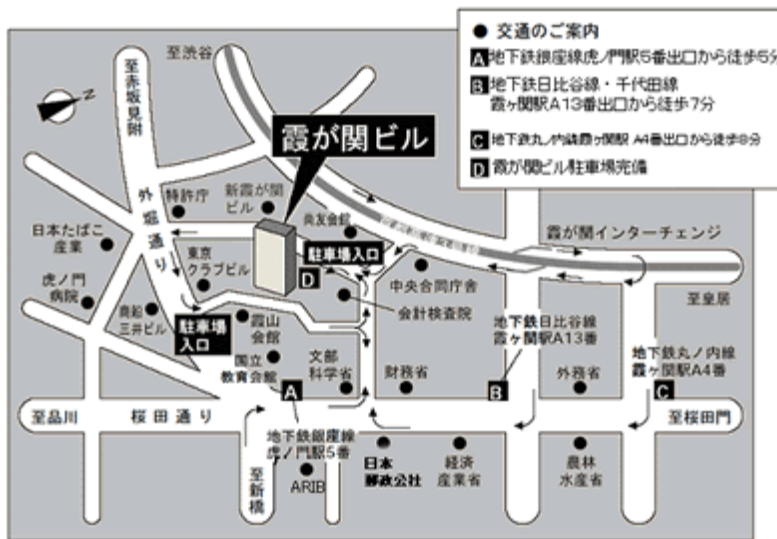 ● 交通のご案内
A 地下鉄銀座線虎ノ門駅5番出口から徒歩5分
B 地下鉄日比谷線・千代田線
霞ヶ関駅A13番出口から徒歩7分
C 地下鉄丸ノ内線霞ヶ関駅 A4番出口から徒歩8分
D 霞が関ビル駐車場完備
至渋谷
至赤坂見附
N
霞が関ビル
外堀通り
特許庁
新霞が関
ビル
尚友会館
霞が関インターチェンジ
日本たばこ
産業
東京
クラブビル
駐車場入口
D
中央合同庁舎
虎ノ門
病院
至皇居
商船
三井ビル
駐車場
入口
霞山
会館
会計検査院
地下鉄日比谷線
霞ヶ関駅A13番
国立
教育会館
文部
科学省
財務省
外務省
地下鉄丸ノ内線
霞ヶ関駅A4番
A
B
C
至品川
桜田通り
至桜田門
地下鉄銀座線
虎ノ門駅5番
至新橋
ARIB
日本
郵政公社
経済
産業省
農林
水産省